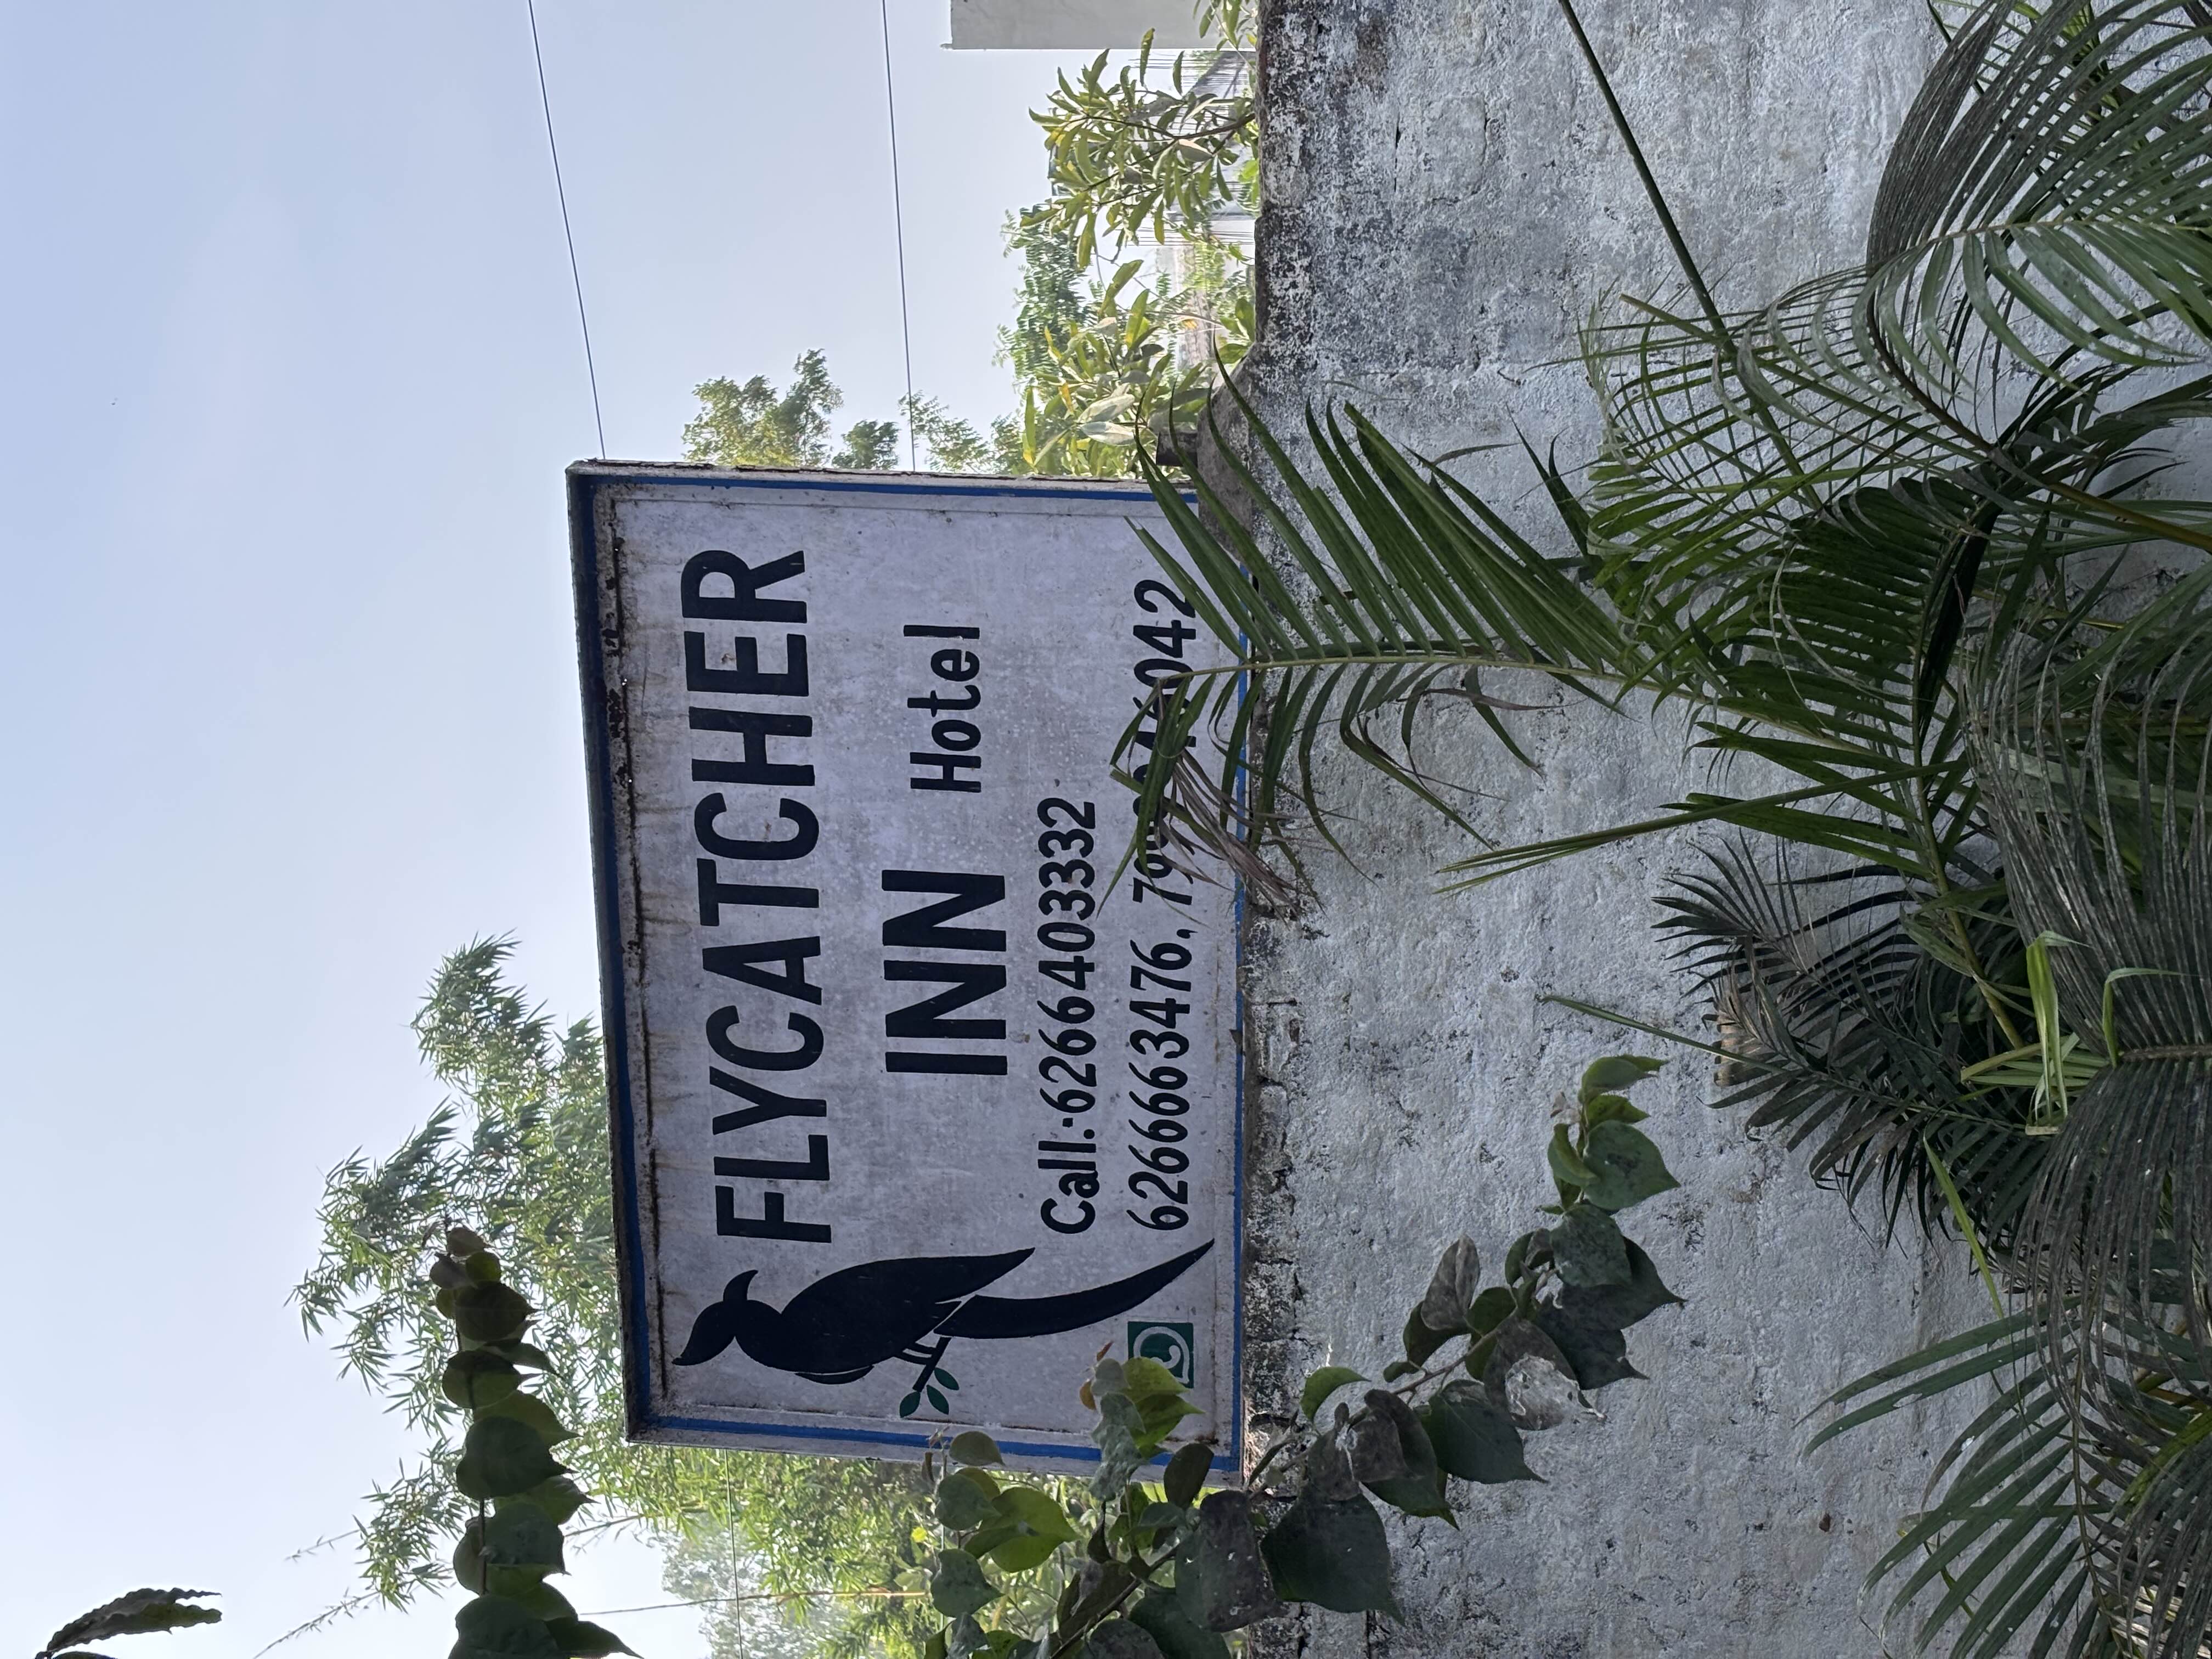 FLYCATCHER
INN Hotel
Call:6266403332
6266663476,